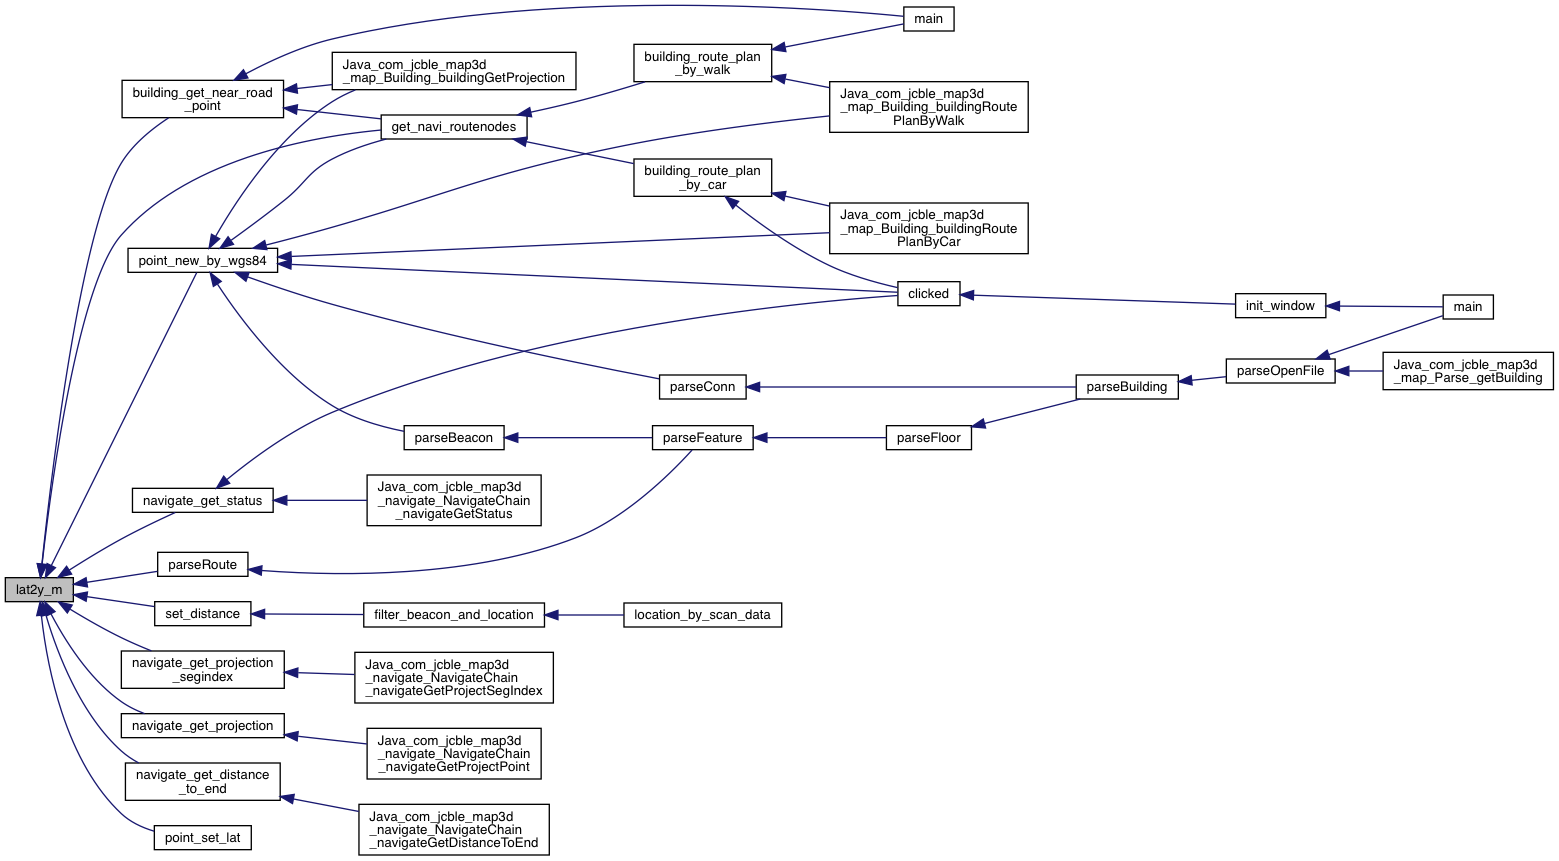 main
building_route_plan
_by_walk
Java_com_jcble_map3d
_map_Building_buildingGetProjection
building_get_near_road
_point
Java_com_jcble_map3d
_map_Building_buildingRoute
PlanByWalk
get_navi_routenodes
building_route_plan
_by_car
Java_com_jcble_map3d
_map_Building_buildingRoute
PlanByCar
point_new_by_wgs84
clicked
init_window
main
parseConn
parseBuilding
parseOpenFile
Java_com_jcble_map3d
_map_Parse_getBuilding
parseBeacon
parseFeature
parseFloor
navigate_get_status
Java_com_jcble_map3d
_navigate_NavigateChain
_navigateGetStatus
parseRoute
lat2y_m
set_distance
filter_beacon_and_location
location_by_scan_data
navigate_get_projection
_segindex
Java_com_jcble_map3d
_navigate_NavigateChain
_navigateGetProjectSegIndex
navigate_get_projection
Java_com_jcble_map3d
_navigate_NavigateChain
_navigateGetProjectPoint
navigate_get_distance
_to_end
Java_com_jcble_map3d
_navigate_NavigateChain
_navigateGetDistanceToEnd
point_set_lat